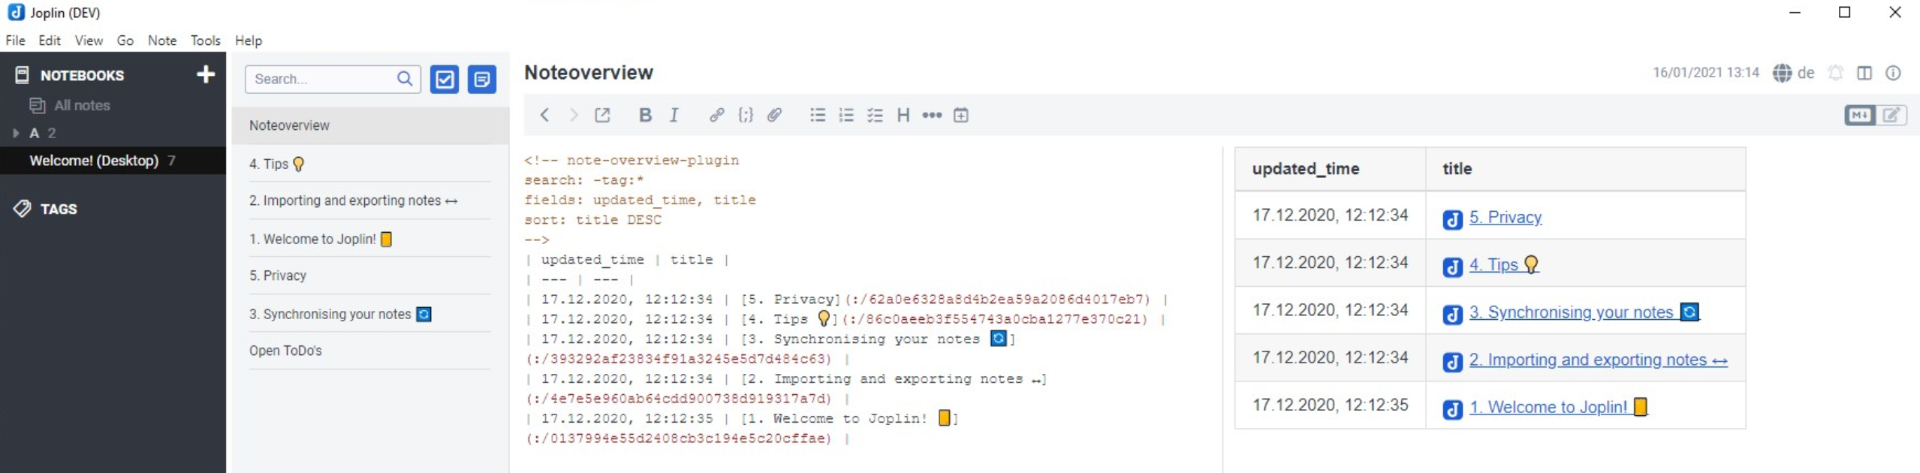 Joplin (DEV)
File Edit View Go Note Tools Help
NOTEBOOKS
All notes
A 2
Welcome! (Desktop) 7
TAGS
Search...
Noteoverview
4. Tips 💡
2. Importing and exporting notes ↔
1. Welcome to Joplin! 📒
5. Privacy
3. Synchronising your notes 🔄
Open ToDo's
Noteoverview
16/01/2021 13:14 de
B I H
M↓
<!-- note-overview-plugin
search: -tag:*
fields: updated_time, title
sort: title DESC
-->
| updated_time | title |
| --- | --- |
| 17.12.2020, 12:12:34 | [5. Privacy](:/62a0e6328a8d4b2ea59a2086d4017eb7) |
| 17.12.2020, 12:12:34 | [4. Tips 💡](:/86c0aeeb3f554743a0cba1277e370c21) |
| 17.12.2020, 12:12:34 | [3. Synchronising your notes 🔄]
(:/393292af23834f91a3245e5d7d484c63) |
| 17.12.2020, 12:12:34 | [2. Importing and exporting notes ↔]
(:/4e7e5e960ab64cdd900738d919317a7d) |
| 17.12.2020, 12:12:35 | [1. Welcome to Joplin! 📒]
(:/0137994e55d2408cb3c194e5c20cffae) |
updated_time title
17.12.2020, 12:12:34 5. Privacy
17.12.2020, 12:12:34 4. Tips 💡
17.12.2020, 12:12:34 3. Synchronising your notes 🔄
17.12.2020, 12:12:34 2. Importing and exporting notes ↔
17.12.2020, 12:12:35 1. Welcome to Joplin! 📒